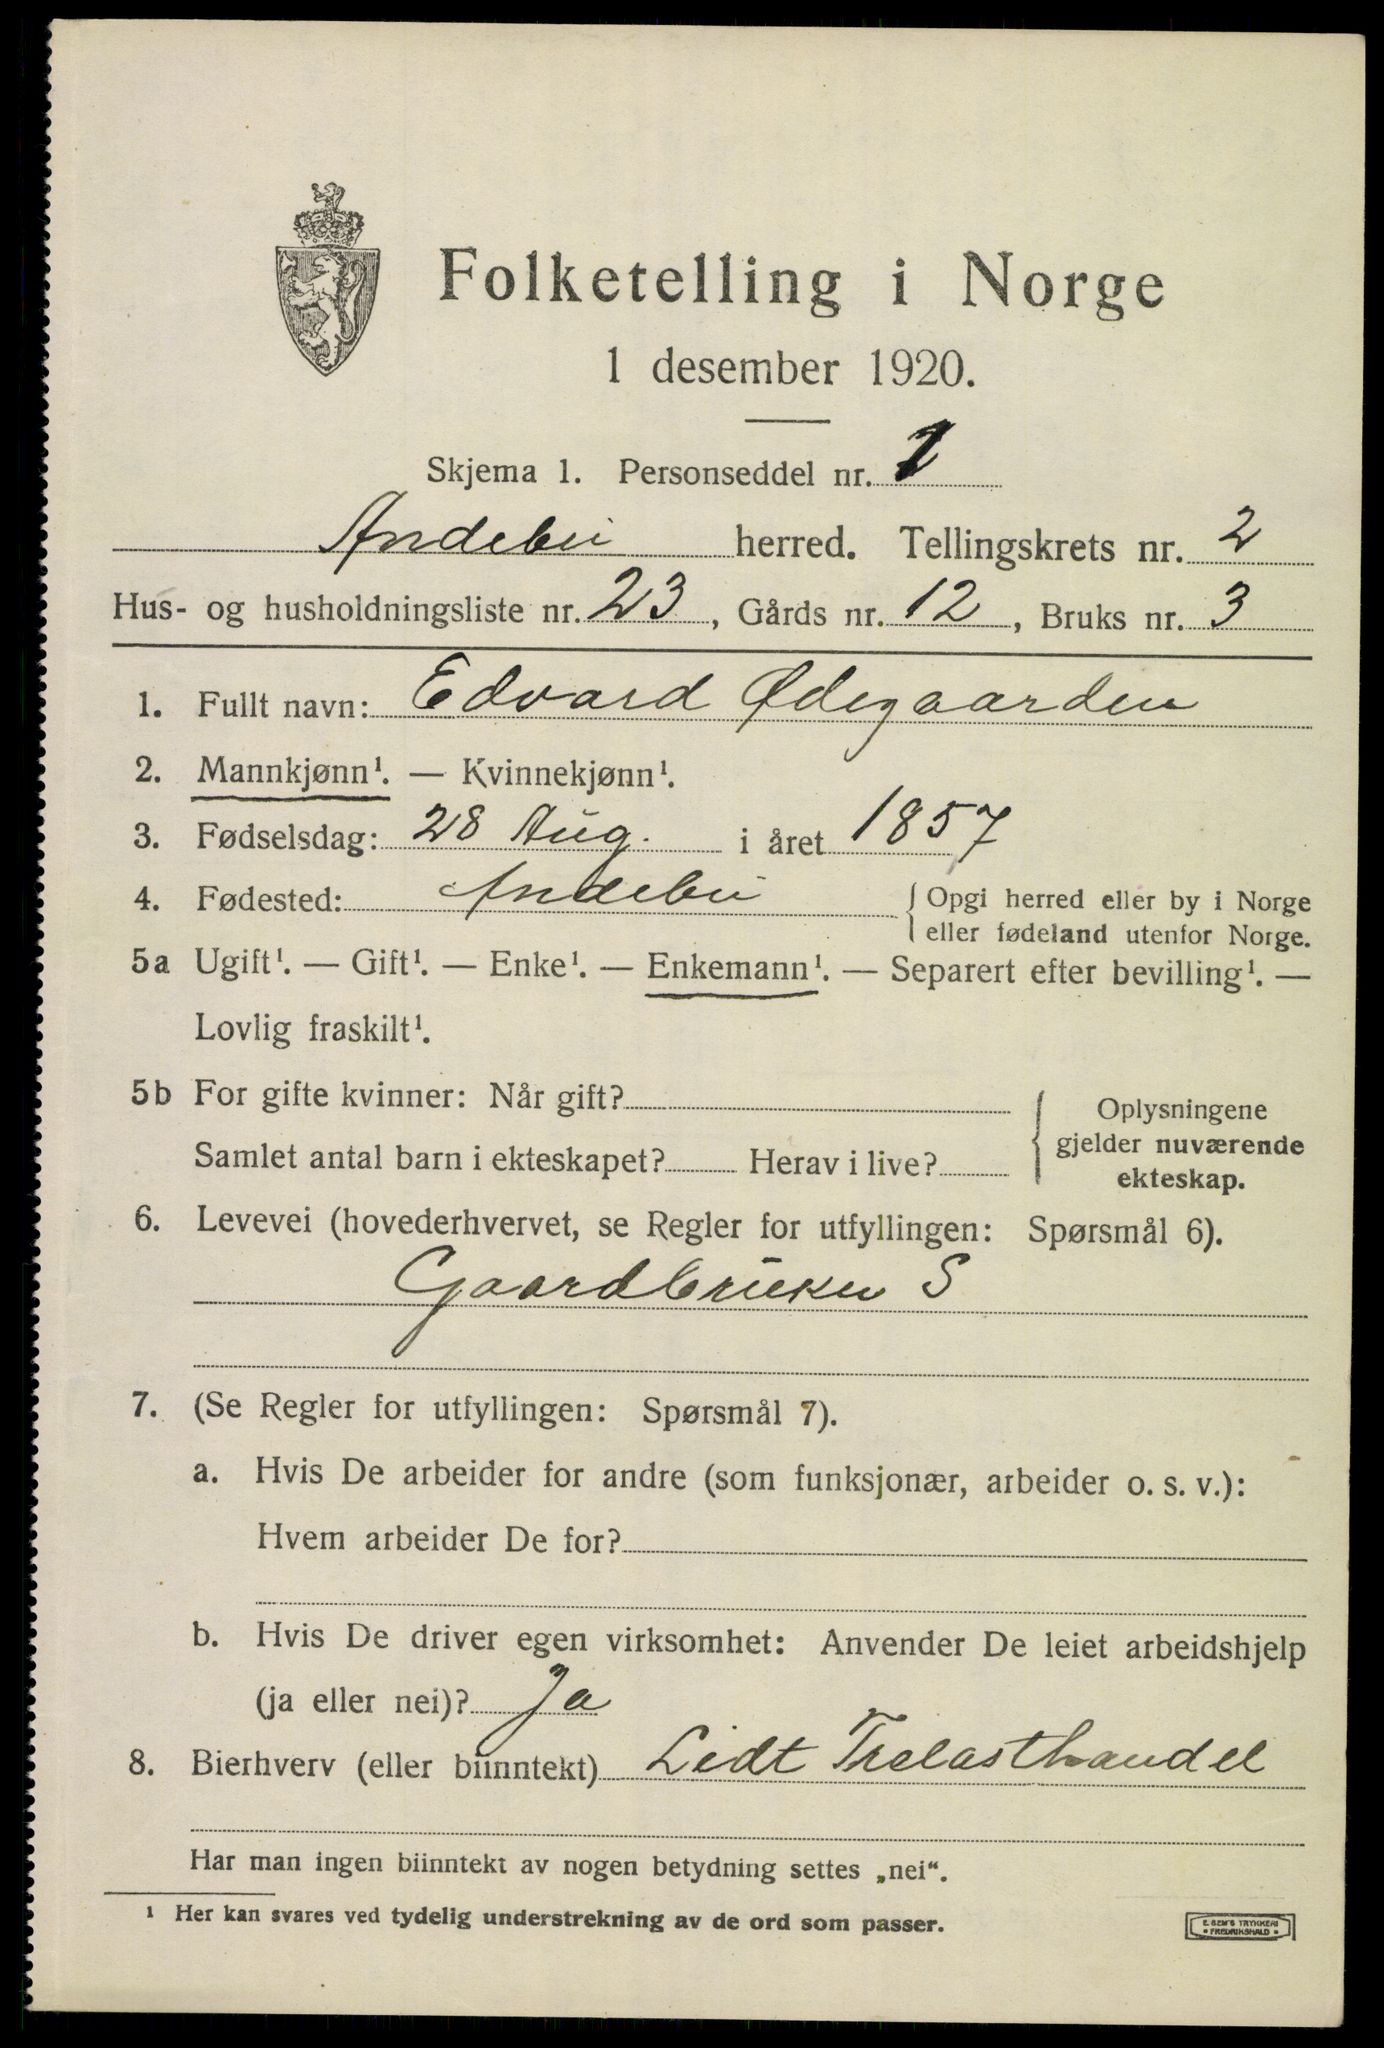 Folketelling i Norge
1 desember 1920.
Skjema 1. Personseddel nr. 1
Andebu herred. Tellingskrets nr. 2
Hus- og husholdningsliste nr. 23, Gårds nr. 12, Bruks nr. 3
1. Fullt navn: Edvard Ødegaarden
2. Mannkjønn¹. — Kvinnekjønn¹.
3. Fødselsdag: 28 Aug. i året 1857
4. Fødested: Andebu { Opgi herred eller by i Norge
eller fødeland utenfor Norge.
5a Ugift¹. — Gift¹. — Enke¹. — Enkemann¹. — Separert efter bevilling¹. —
Lovlig fraskilt¹.
5b For gifte kvinner: Når gift?
Samlet antal barn i ekteskapet? Herav i live?
{ Oplysningene
gjelder nuværende
ekteskap.
6. Levevei (hovederhvervet, se Regler for utfyllingen: Spørsmål 6).
Gaardbruker S
7. (Se Regler for utfyllingen: Spørsmål 7).
a. Hvis De arbeider for andre (som funksjonær, arbeider o. s. v.):
Hvem arbeider De for?
b. Hvis De driver egen virksomhet: Anvender De leiet arbeidshjelp
(ja eller nei)? Ja
8. Bierhverv (eller biinntekt) Lidt Trelasthandel
Har man ingen biinntekt av nogen betydning settes „nei“.
¹ Her kan svares ved tydelig understrekning av de ord som passer.
E. SEM'S TRYKKERI
• FREDRIKSHALD •